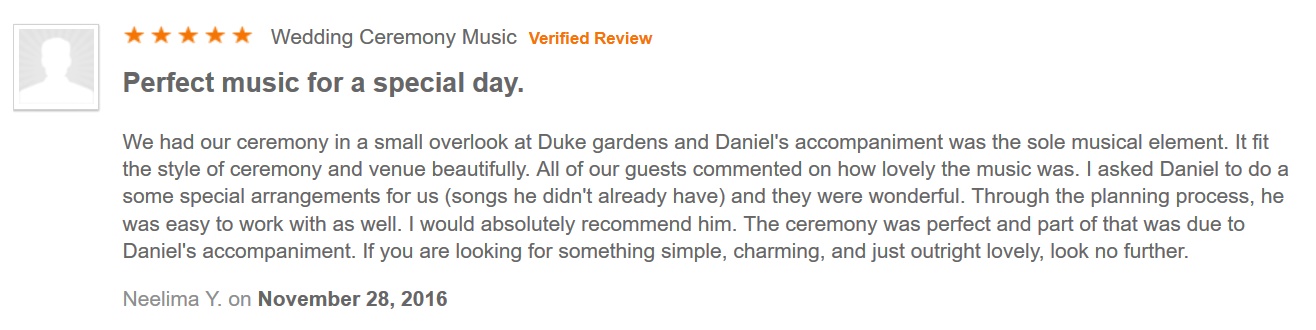 Wedding Ceremony Music Verified Review
Perfect music for a special day.
We had our ceremony in a small overlook at Duke gardens and Daniel's accompaniment was the sole musical element. It fit
the style of ceremony and venue beautifully. All of our guests commented on how lovely the music was. I asked Daniel to do a
some special arrangements for us (songs he didn't already have) and they were wonderful. Through the planning process, he
was easy to work with as well. I would absolutely recommend him. The ceremony was perfect and part of that was due to
Daniel's accompaniment. If you are looking for something simple, charming, and just outright lovely, look no further.
Neelima Y. on November 28, 2016